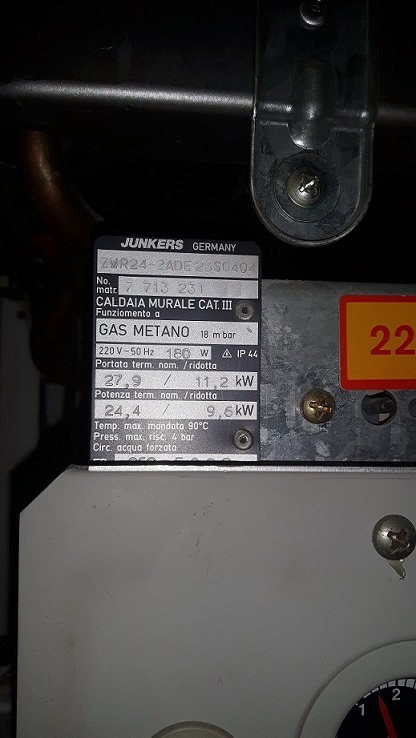 JUNKERS GERMANY
ZWR24-2ADE23S0404
No.
matr. 7 713 231
CALDAIA MURALE CAT. III
Funziomento a
GAS METANO 18 m bar
220 V~50 Hz 180 W IP 44
Portata term. nom. / ridotta
27,9 / 11,2 kW
Potenza term. nom. / ridotta
24,4 / 9,6 kW
Temp. max. mandata 90°C
Press. max. risc. 4 bar
Circ. acqua forzato
22
1 2